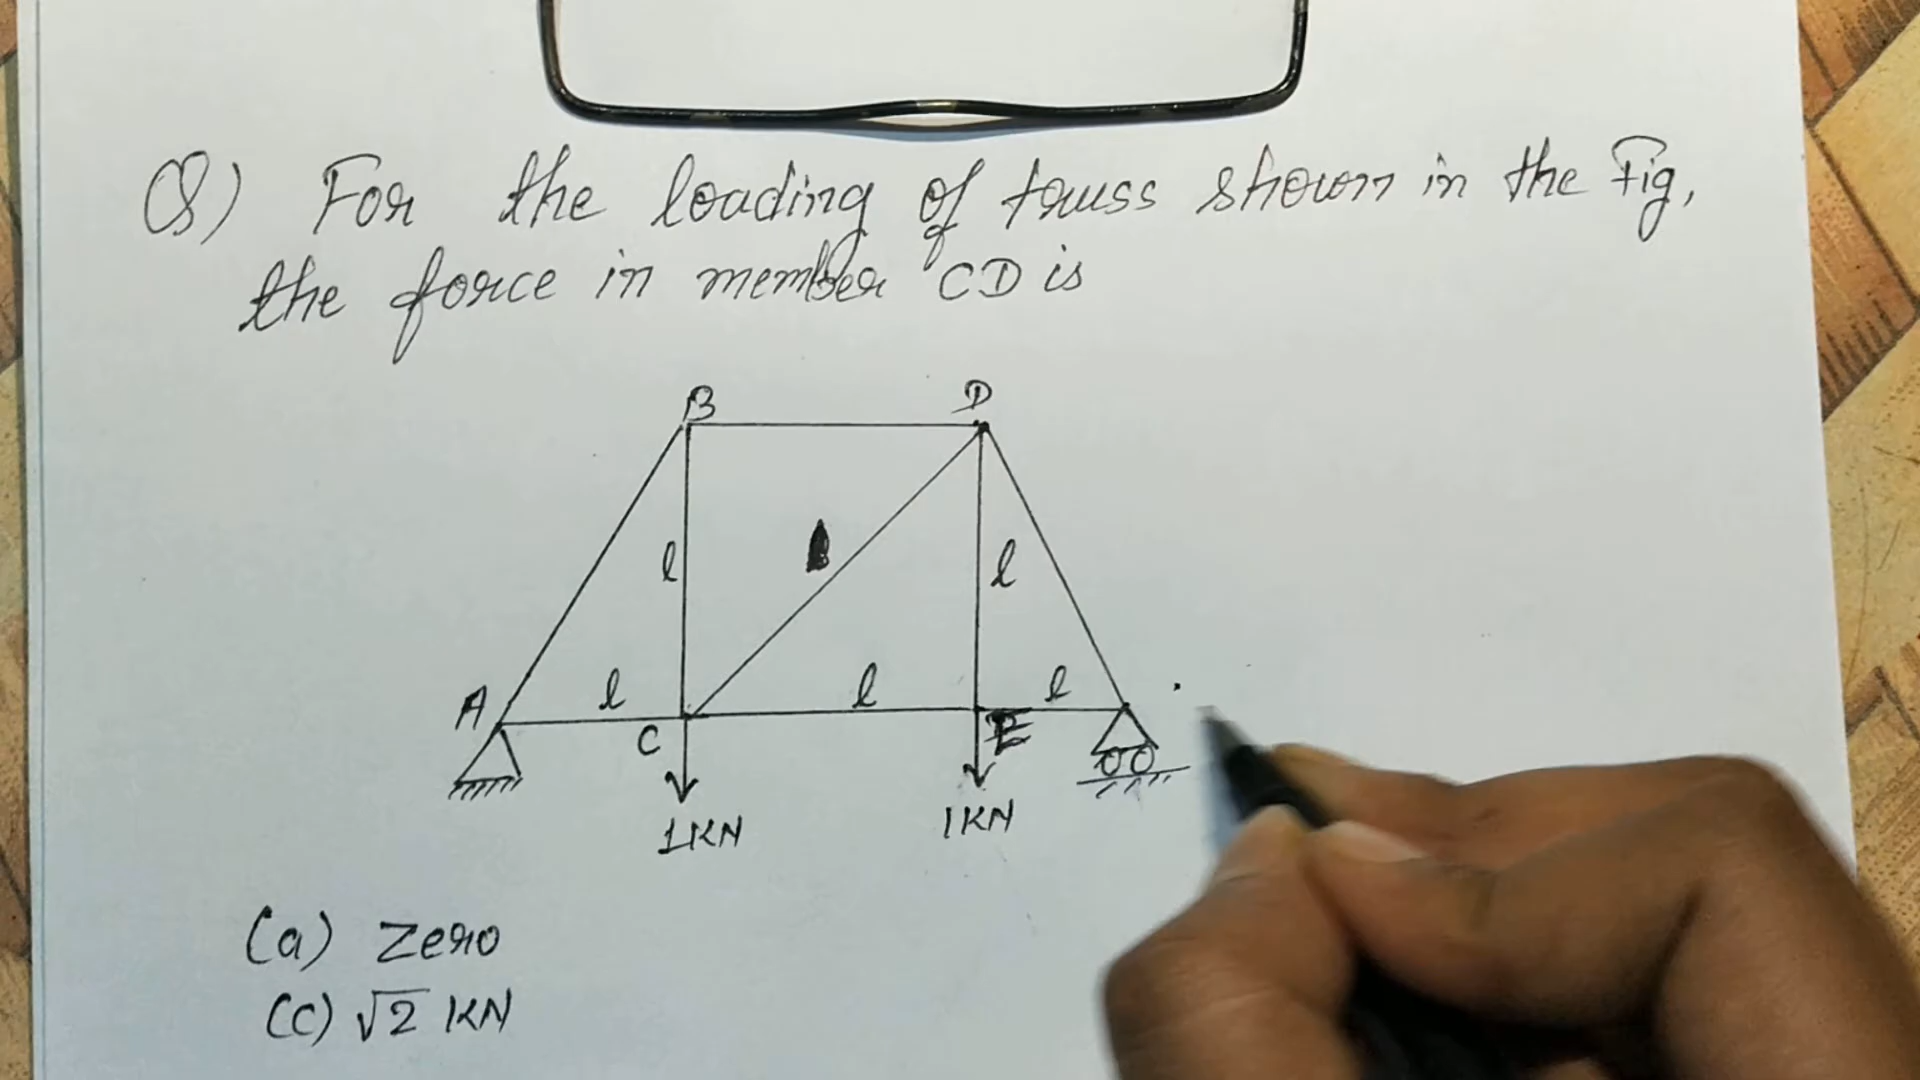 Q) For the loading of truss shown in the Fig,
the force in member CD is
B D
l l
A l l l
C E
1KN 1KN
(a) Zero
(c) √2 KN